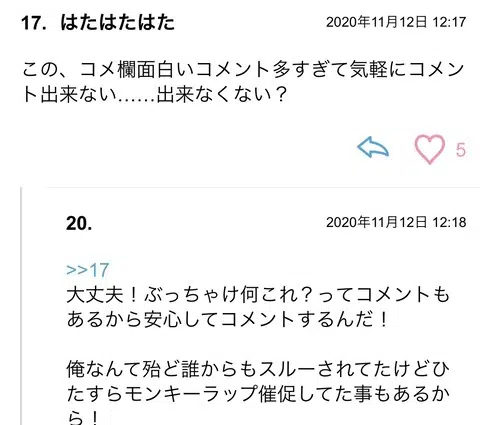 17. はたはたはた 2020年11月12日 12:17
この、コメ欄面白いコメント多すぎて気軽にコメン
ト出来ない……出来なくない？
5
20. 2020年11月12日 12:18
>>17
大丈夫！ぶっちゃけ何これ？ってコメントも
あるから安心してコメントするんだ！
俺なんて殆ど誰からもスルーされてたけどひ
たすらモンキーラップ催促してた事もあるか
ら！